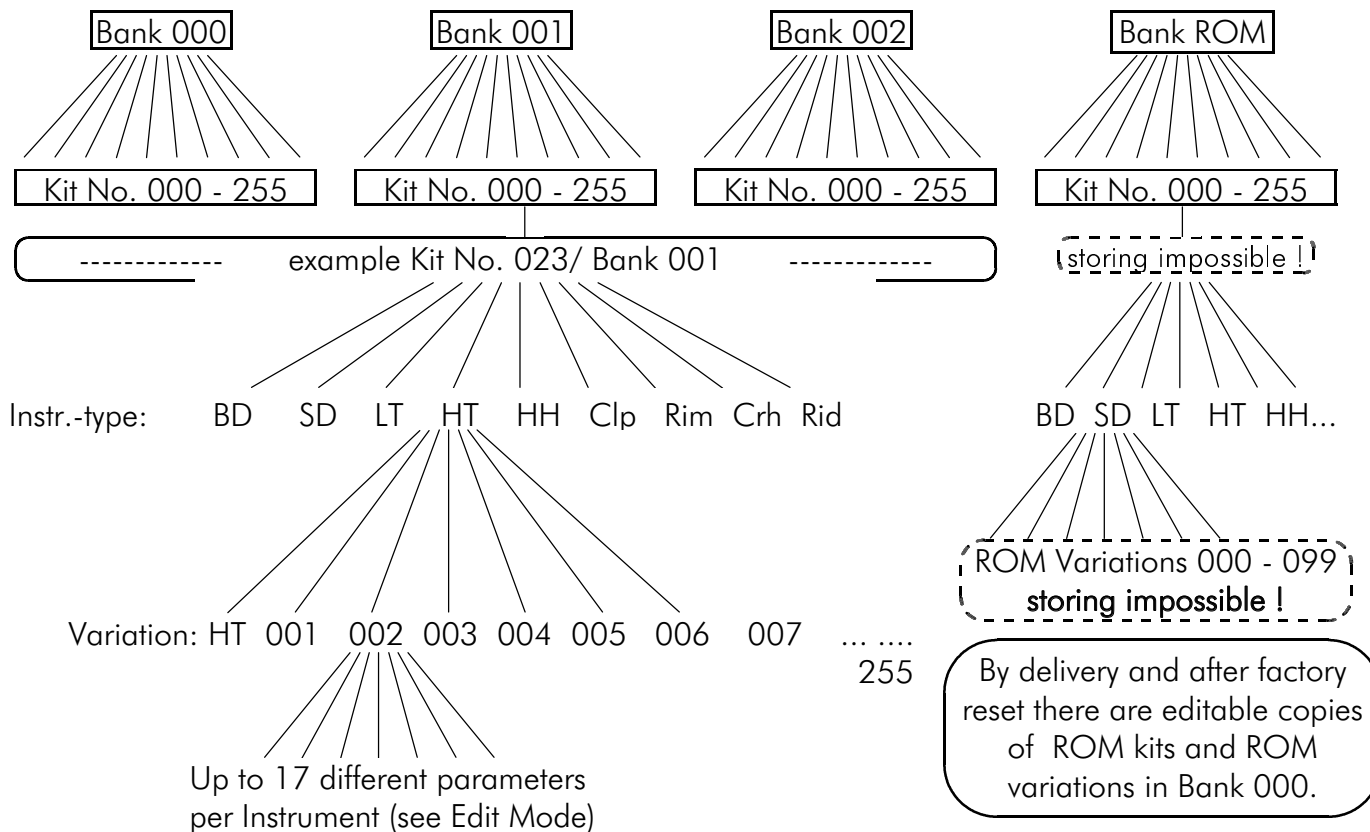 Bank 000 Bank 001 Bank 002 Bank ROM
Kit No. 000 - 255 Kit No. 000 - 255 Kit No. 000 - 255 Kit No. 000 - 255
------------- example Kit No. 023/ Bank 001 -------------
storing impossible !
Instr.-type: BD SD LT HT HH Clp Rim Crh Rid
BD SD LT HT HH...
ROM Variations 000 - 099
storing impossible !
Variation: HT 001 002 003 004 005 006 007 ... ....
255
By delivery and after factory
reset there are editable copies
of ROM kits and ROM
variations in Bank 000.
Up to 17 different parameters
per Instrument (see Edit Mode)